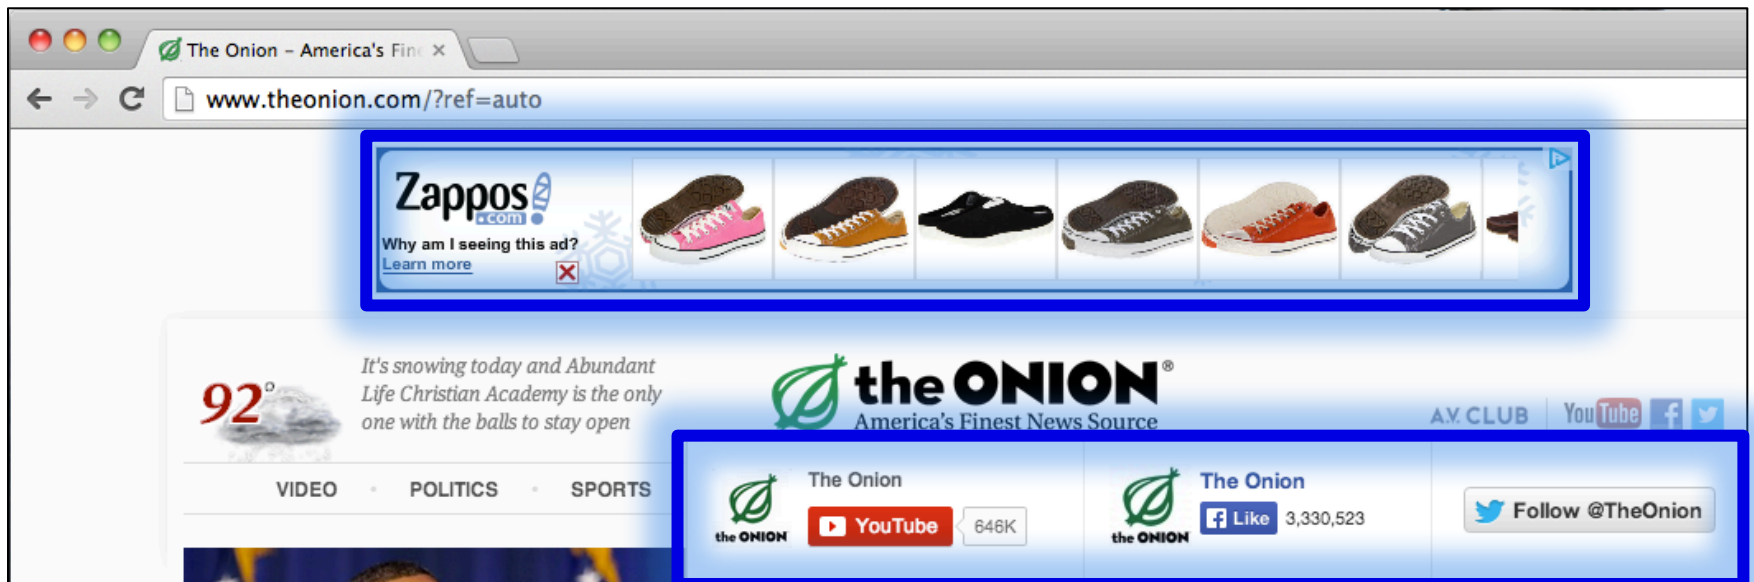 The Onion – America's Fin
www.theonion.com/?ref=auto
Zappos
.com
Why am I seeing this ad?
Learn more
92°
It's snowing today and Abundant
Life Christian Academy is the only
one with the balls to stay open
the ONION®
America's Finest News Source
A.V. CLUB YouTube f
VIDEO • POLITICS • SPORTS
the ONION
The Onion
YouTube 646K
the ONION
The Onion
f Like 3,330,523
Follow @TheOnion